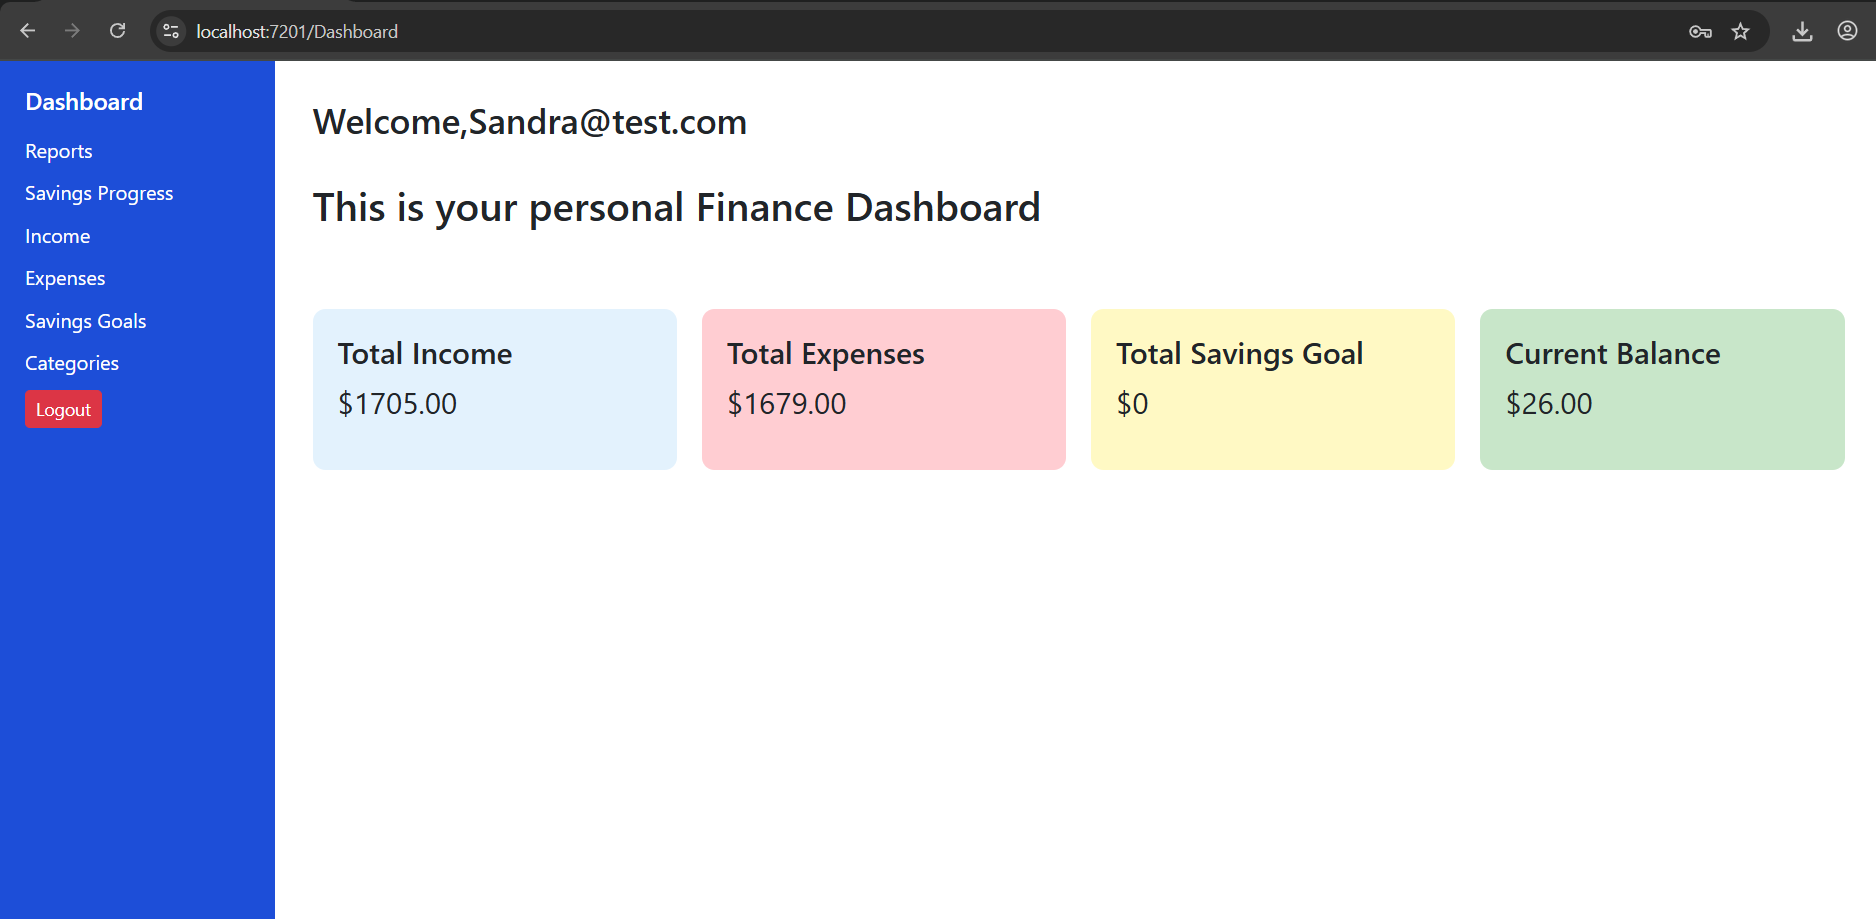 localhost:7201/Dashboard
Dashboard
Reports
Savings Progress
Income
Expenses
Savings Goals
Categories
Logout
Welcome,Sandra@test.com
This is your personal Finance Dashboard
Total Income
$1705.00
Total Expenses
$1679.00
Total Savings Goal
$0
Current Balance
$26.00